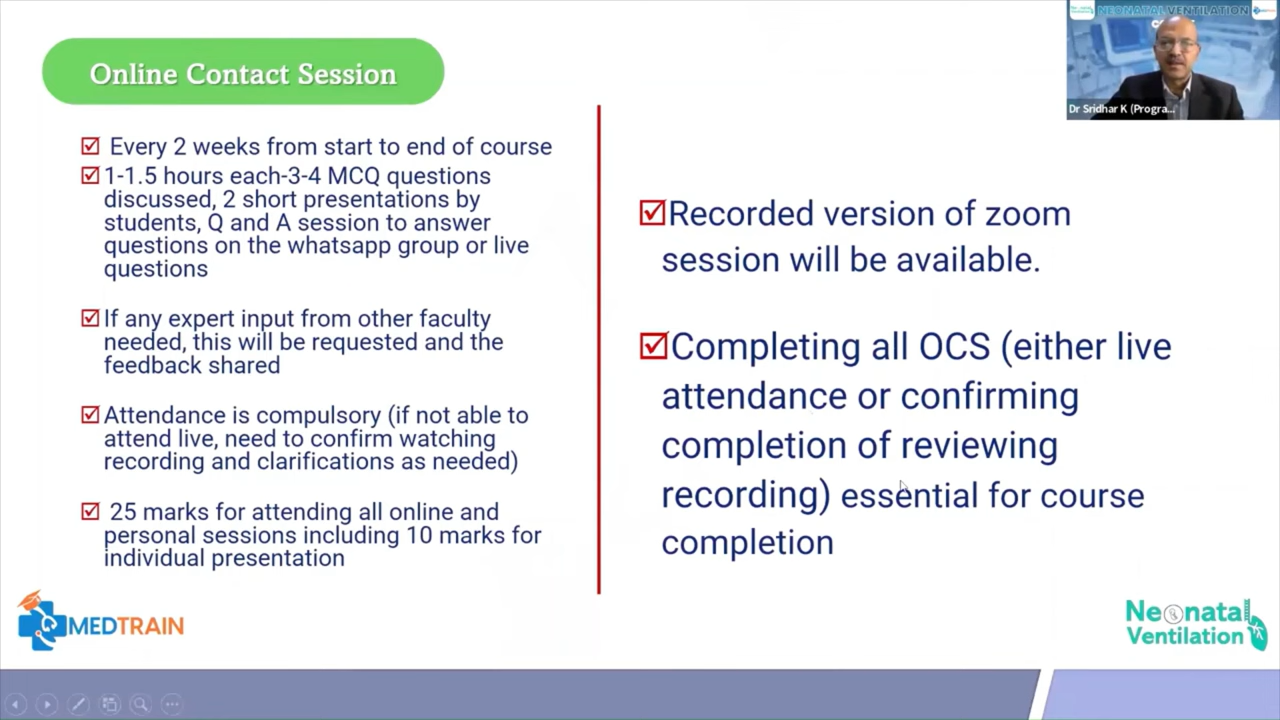 Online Contact Session
Every 2 weeks from start to end of course
1-1.5 hours each-3-4 MCQ questions
discussed, 2 short presentations by
students, Q and A session to answer
questions on the whatsapp group or live
questions
If any expert input from other faculty
needed, this will be requested and the
feedback shared
Attendance is compulsory (if not able to
attend live, need to confirm watching
recording and clarifications as needed)
25 marks for attending all online and
personal sessions including 10 marks for
individual presentation
Recorded version of zoom
session will be available.
Completing all OCS (either live
attendance or confirming
completion of reviewing
recording) essential for course
completion
NEONATAL VENTILATION
Dr Sridhar K (Progra...
MEDTRAIN
Neonatal
Ventilation